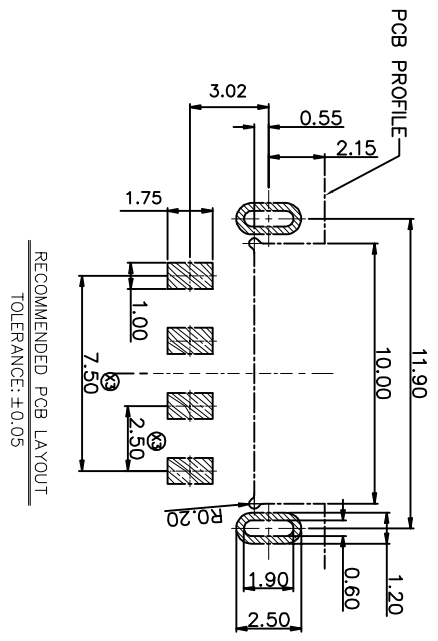 PCB PROFILE
3.02
0.55
2.15
1.75
1.00
7.50
X3
2.50
X3
10.00
11.90
R0.20
1.90
2.50
0.60
1.20
RECOMMENDED PCB LAYOUT
TOLERANCE:±0.05